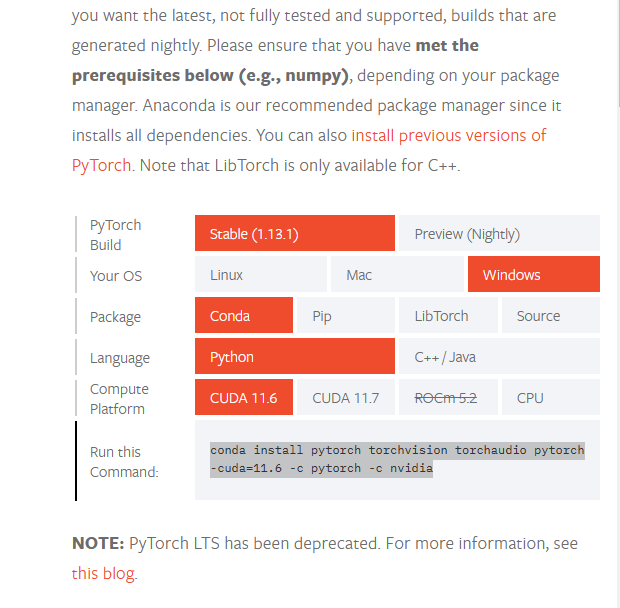 you want the latest, not fully tested and supported, builds that are
generated nightly. Please ensure that you have met the
prerequisites below (e.g., numpy), depending on your package
manager. Anaconda is our recommended package manager since it
installs all dependencies. You can also install previous versions of
PyTorch. Note that LibTorch is only available for C++.
PyTorch Build
Stable (1.13.1)
Preview (Nightly)
Your OS
Linux
Mac
Windows
Package
Conda
Pip
LibTorch
Source
Language
Python
C++ / Java
Compute Platform
CUDA 11.6
CUDA 11.7
ROCm 5.2
CPU
Run this
Command:
conda install pytorch torchvision torchaudio pytorch
-cuda=11.6 -c pytorch -c nvidia
NOTE: PyTorch LTS has been deprecated. For more information, see
this blog.